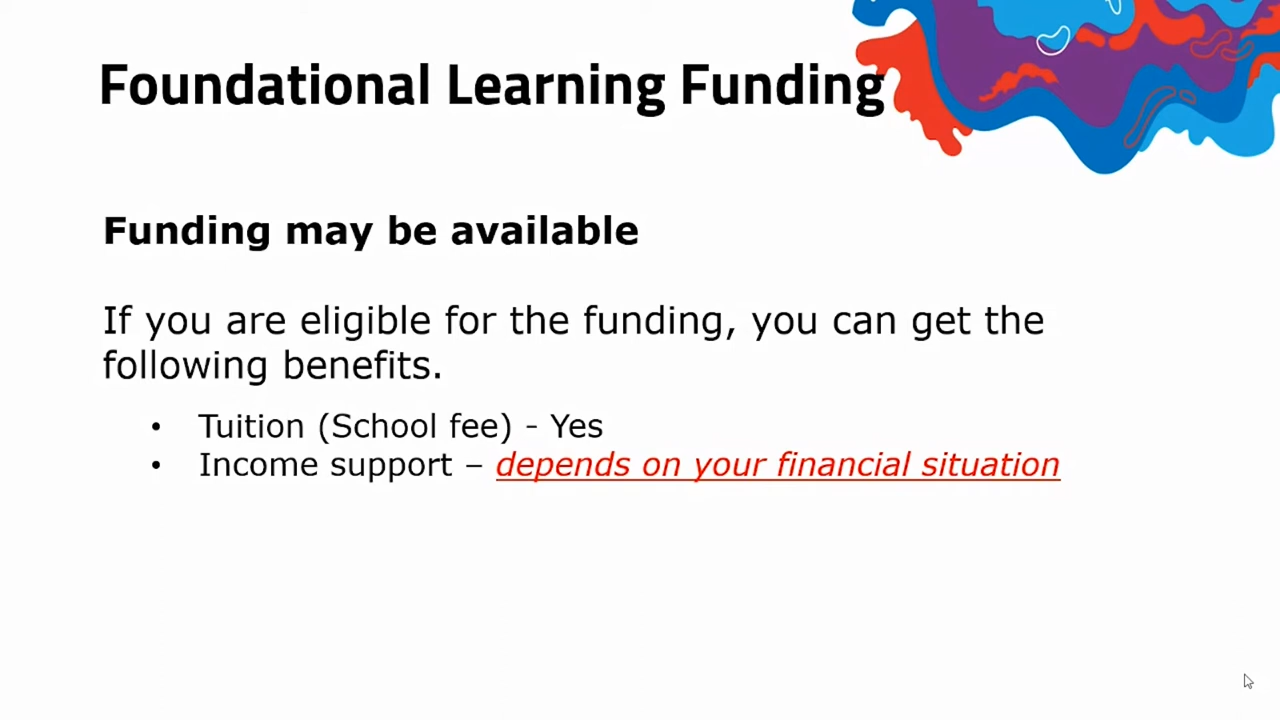 Foundational Learning Funding
Funding may be available
If you are eligible for the funding, you can get the
following benefits.
• Tuition (School fee) - Yes
• Income support – depends on your financial situation